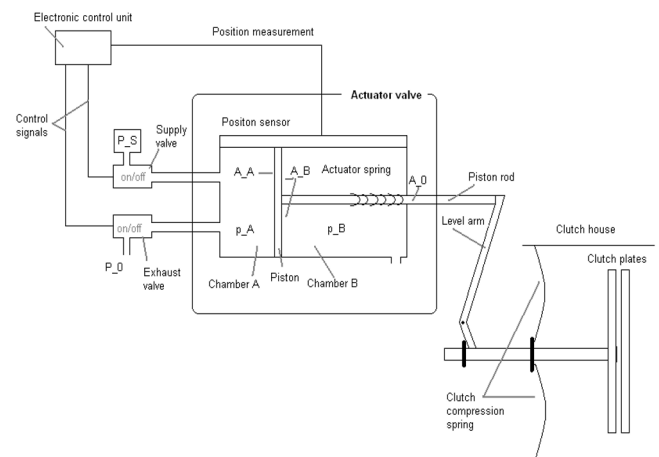 Electronic control unit
Position measurement
Actuator valve
Control
signals
Positon sensor
P_S
Supply
valve
on/off
A_A
A_B
Actuator spring
A_0
Piston rod
Level arm
on/off
p_A
p_B
P_0
Exhaust
valve
Chamber A
Piston
Chamber B
Clutch house
Clutch plates
Clutch
compression
spring